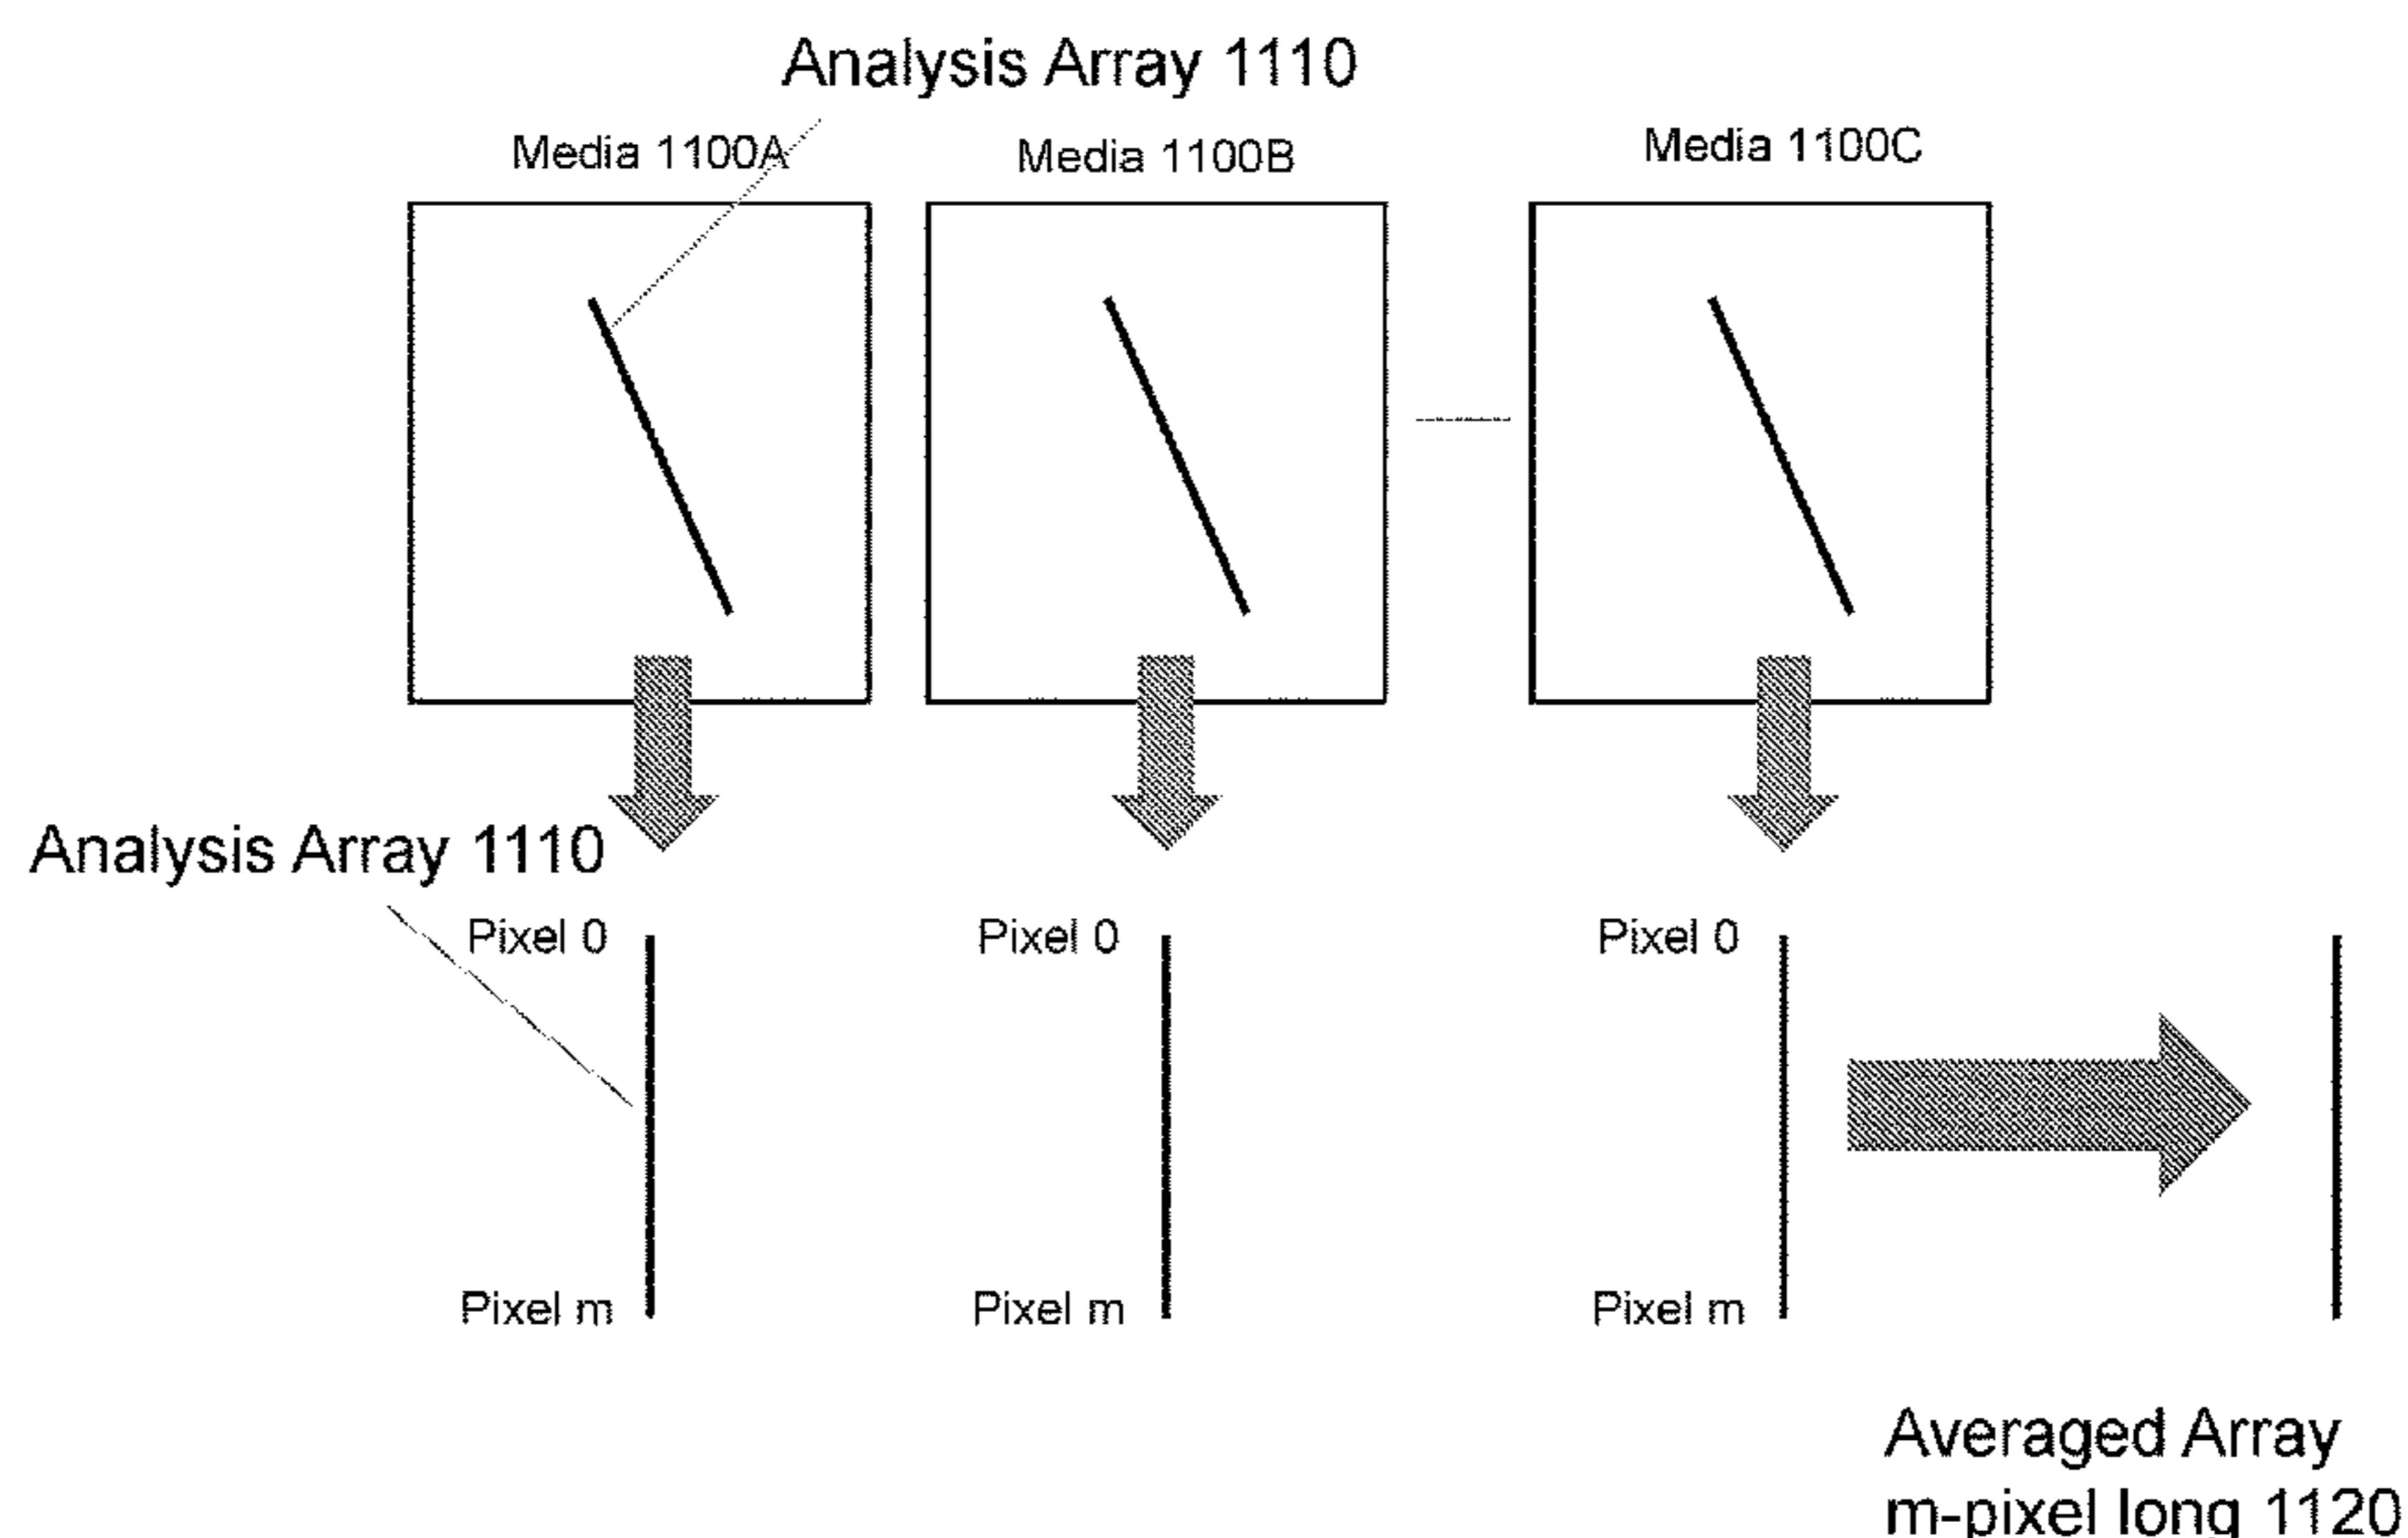 Analysis Array 1110
Media 1100A
Media 1100B
Media 1100C
Analysis Array 1110
Pixel 0
Pixel 0
Pixel 0
Pixel m
Pixel m
Pixel m
Averaged Array
m-pixel long 1120